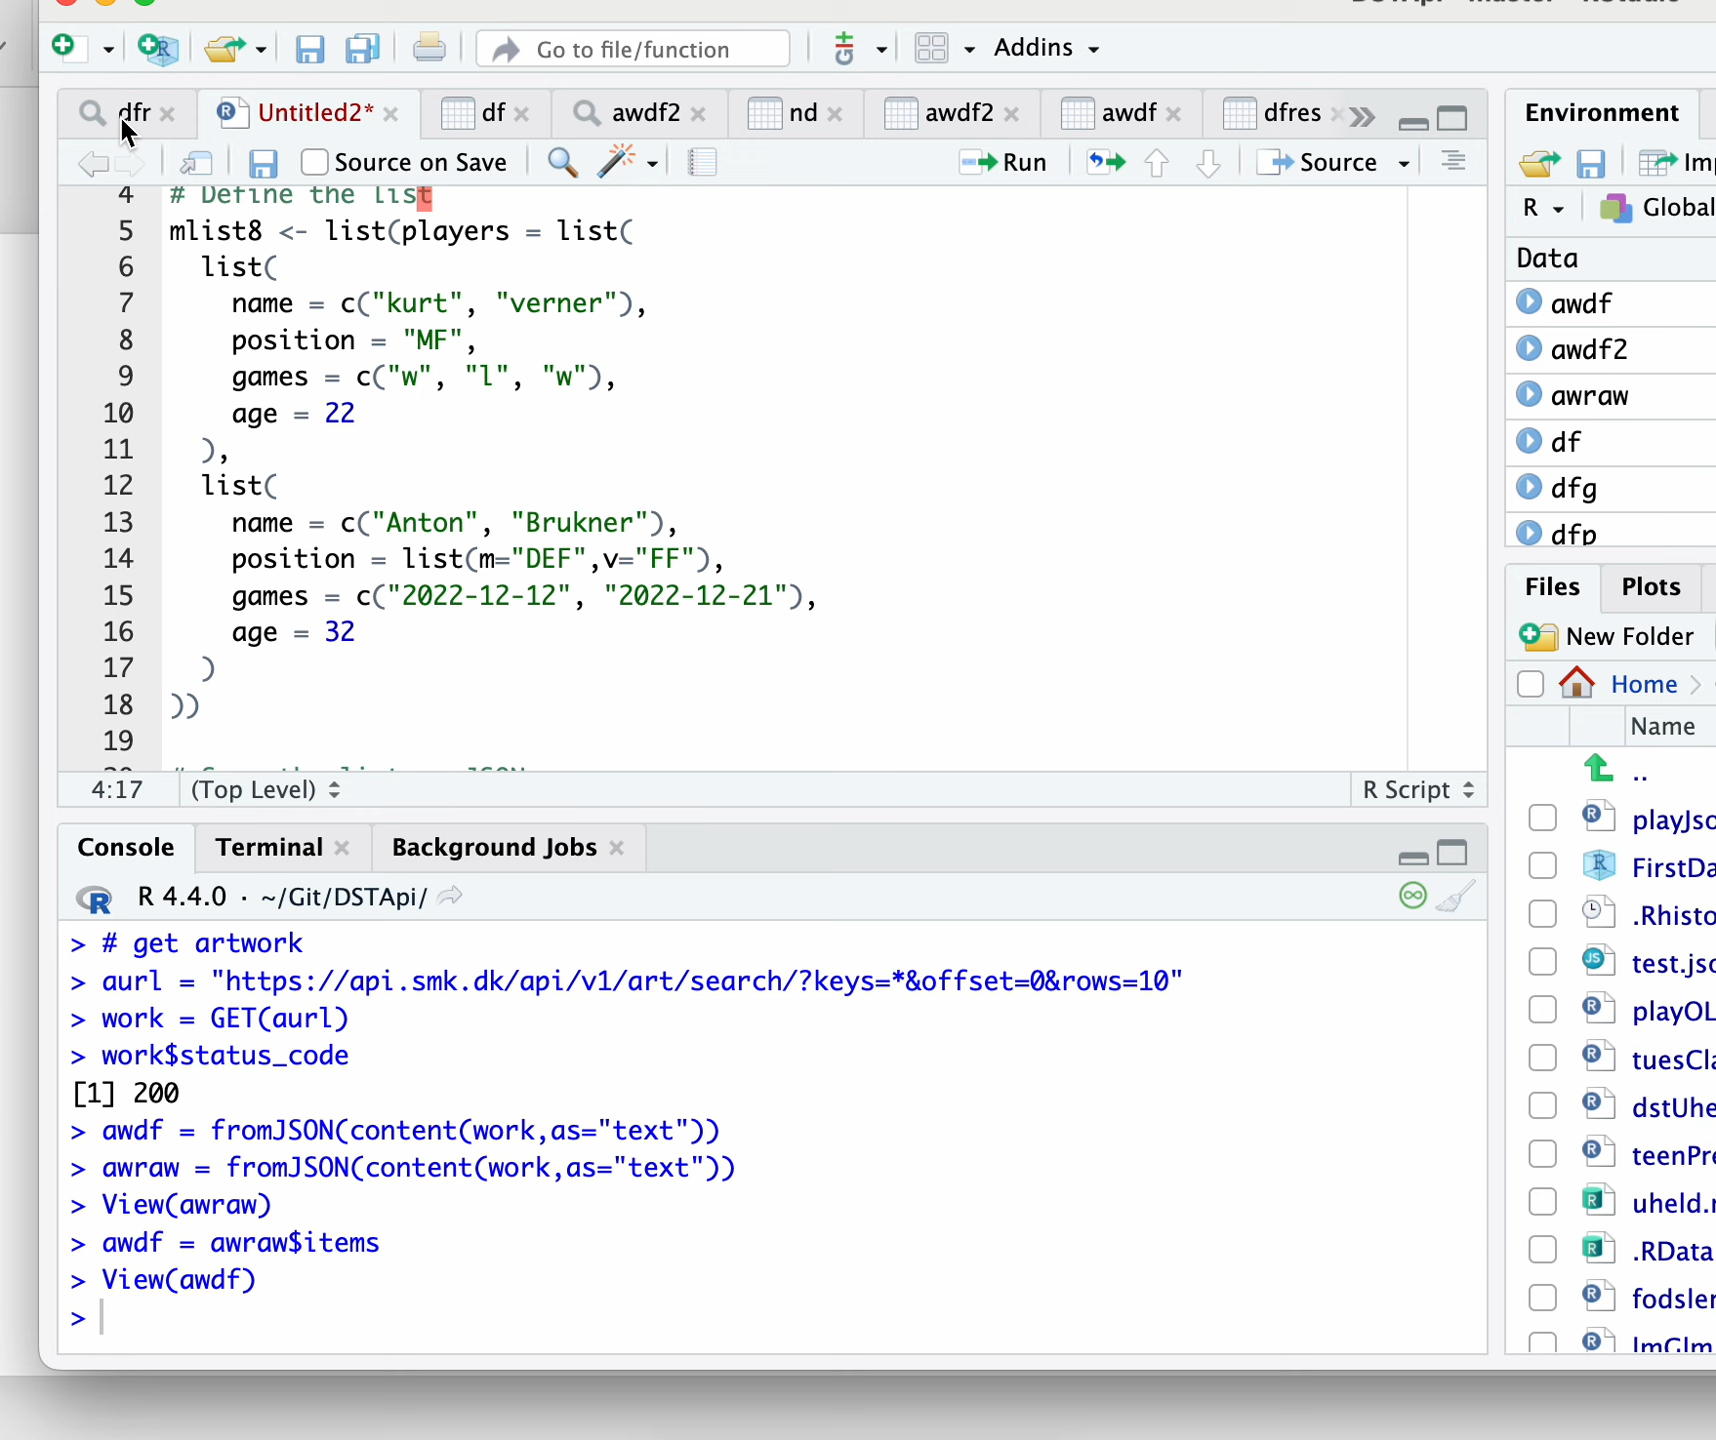 Go to file/function
Addins
dfr
Untitled2*
df
awdf2
nd
awdf2
awdf
dfres
Source on Save
Run
Source
4 # Define the list
5 mlist8 <- list(players = list(
6 list(
7 name = c("kurt", "verner"),
8 position = "MF",
9 games = c("w", "l", "w"),
10 age = 22
11 ),
12 list(
13 name = c("Anton", "Brukner"),
14 position = list(m="DEF",v="FF"),
15 games = c("2022-12-12", "2022-12-21"),
16 age = 32
17 )
18 ))
19
4:17 (Top Level) R Script
Console Terminal Background Jobs
R 4.4.0 · ~/Git/DSTApi/
> # get artwork
> aurl = "https://api.smk.dk/api/v1/art/search/?keys=*&offset=0&rows=10"
> work = GET(aurl)
> work$status_code
[1] 200
> awdf = fromJSON(content(work,as="text"))
> awraw = fromJSON(content(work,as="text"))
> View(awraw)
> awdf = awraw$items
> View(awdf)
>
Environment
Im
R Global
Data
awdf
awdf2
awraw
df
dfg
dfp
Files Plots
New Folder
Home
Name
..
playJso
FirstDa
.Rhisto
test.jso
playOL
tuesCla
dstUhe
teenPre
uheld.r
.RData
fodsler
lmGlm